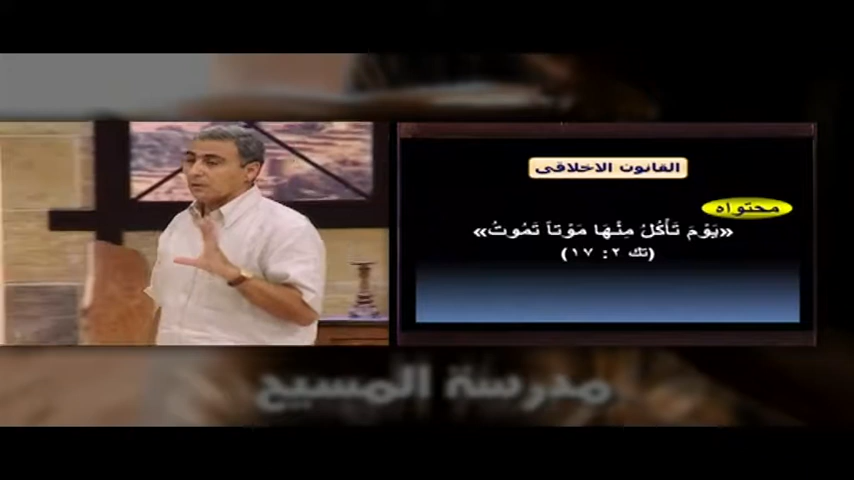 القانون الاخلاقى
محتواه
«يَوْمَ تَأْكُلُ مِنْهَا مَوْتاً تَمُوتُ»
(تك ٢: ١٧)
مدرسة المسيح